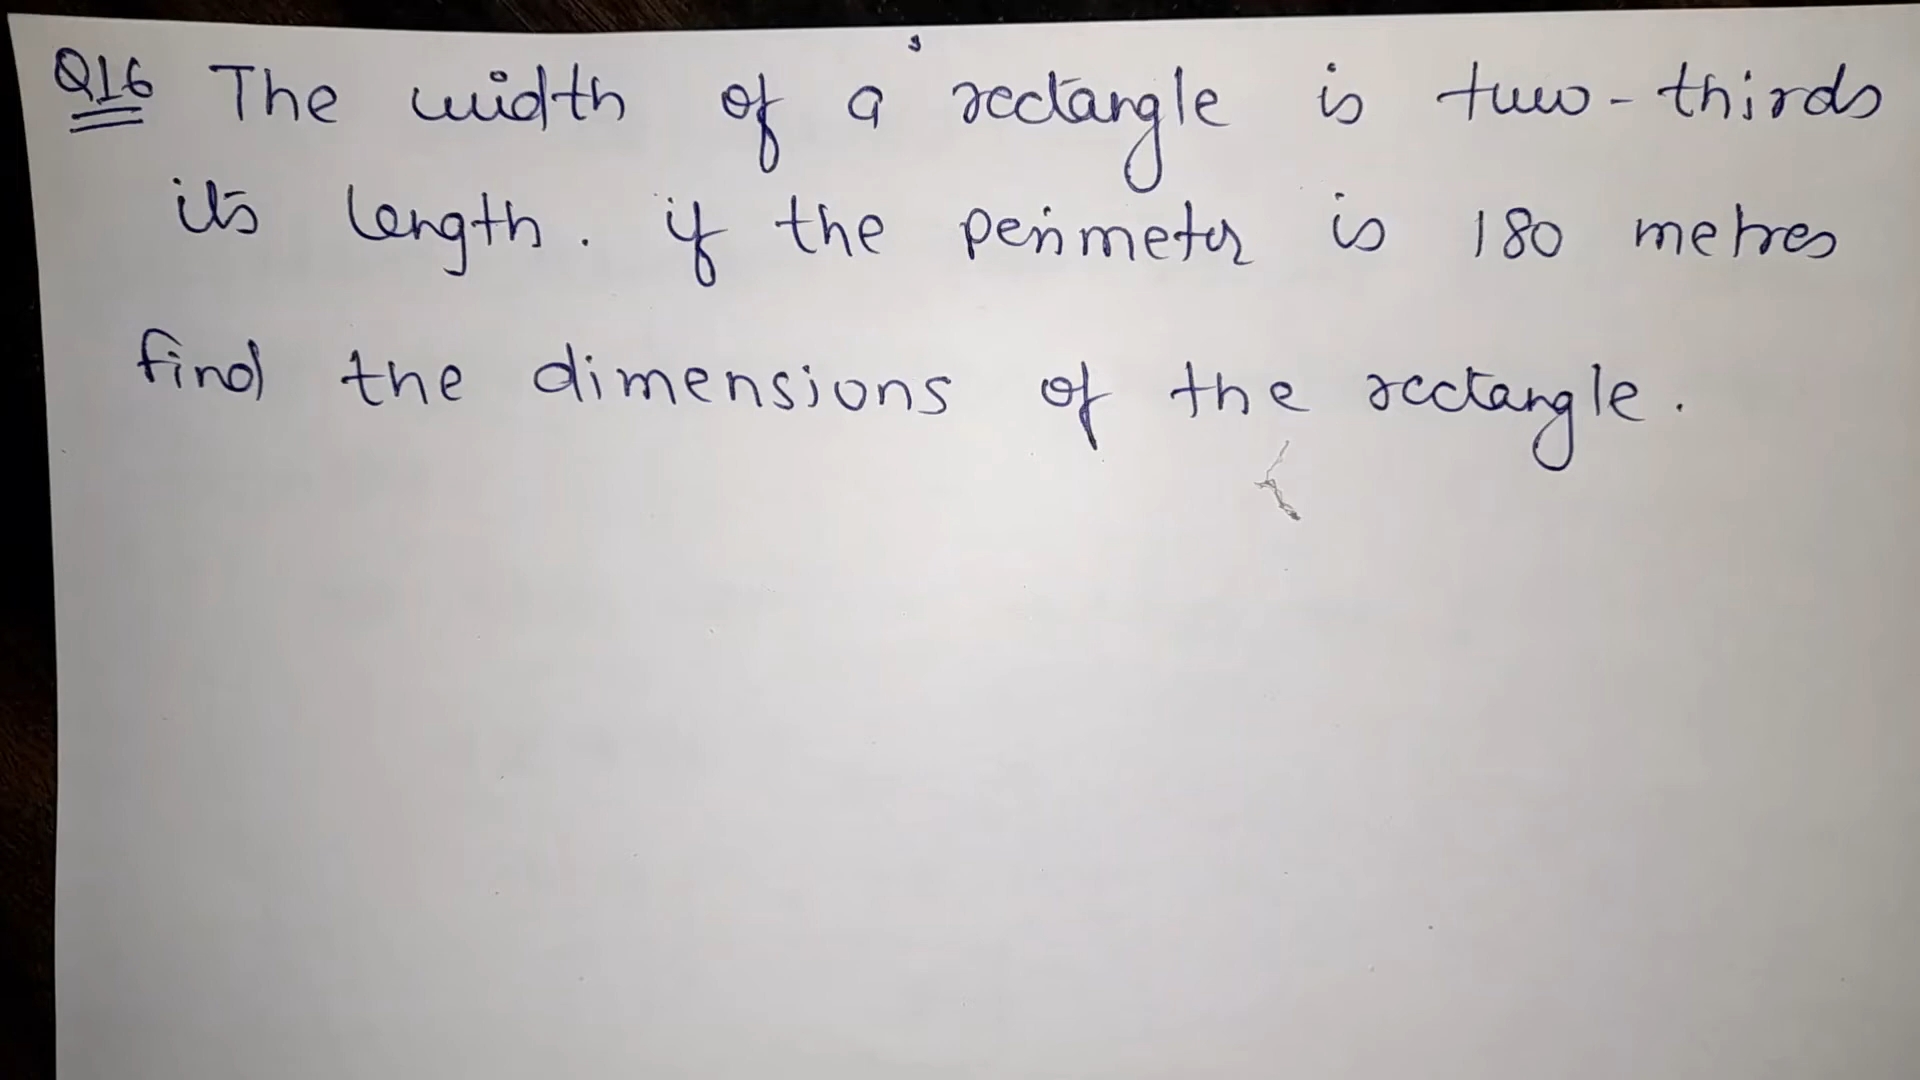 Q16 The width of a rectangle is two-thirds
its length. if the perimeter is 180 metres
find the dimensions of the rectangle.